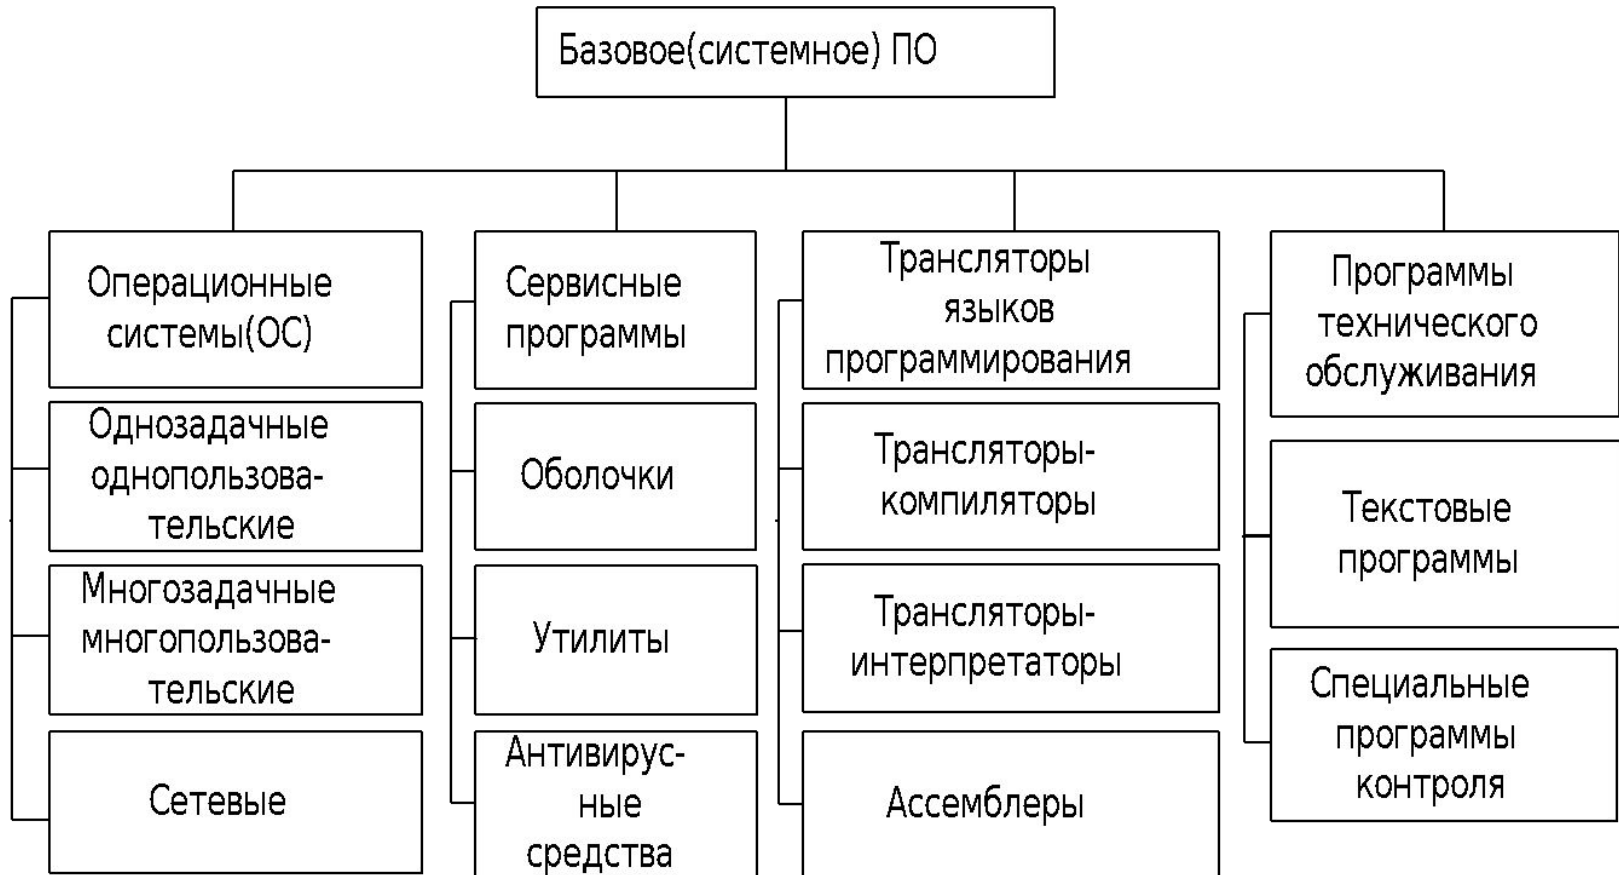 Базовое(системное) ПО
Операционные
системы(ОС)
Однозадачные
однопользова-
тельские
Многозадачные
многопользова-
тельские
Сетевые
Сервисные
программы
Оболочки
Утилиты
Антивирус-
ные
средства
Трансляторы
языков
программирования
Трансляторы-
компиляторы
Трансляторы-
интерпретаторы
Ассемблеры
Программы
технического
обслуживания
Текстовые
программы
Специальные
программы
контроля